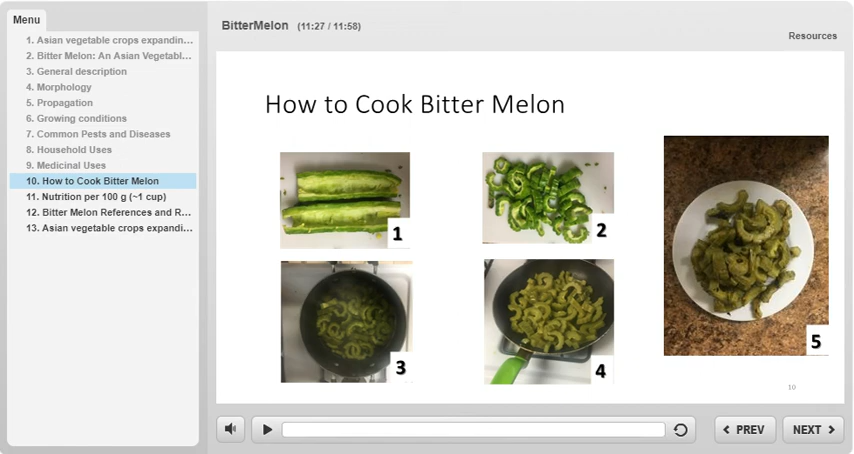 Menu
1. Asian vegetable crops expandin...
2. Bitter Melon: An Asian Vegetabl...
3. General description
4. Morphology
5. Propagation
6. Growing conditions
7. Common Pests and Diseases
8. Household Uses
9. Medicinal Uses
10. How to Cook Bitter Melon
11. Nutrition per 100 g (~1 cup)
12. Bitter Melon References and R...
13. Asian vegetable crops expandi...
BitterMelon (11:27 / 11:58)
Resources
How to Cook Bitter Melon
1
2
3
4
5
10
PREV
NEXT